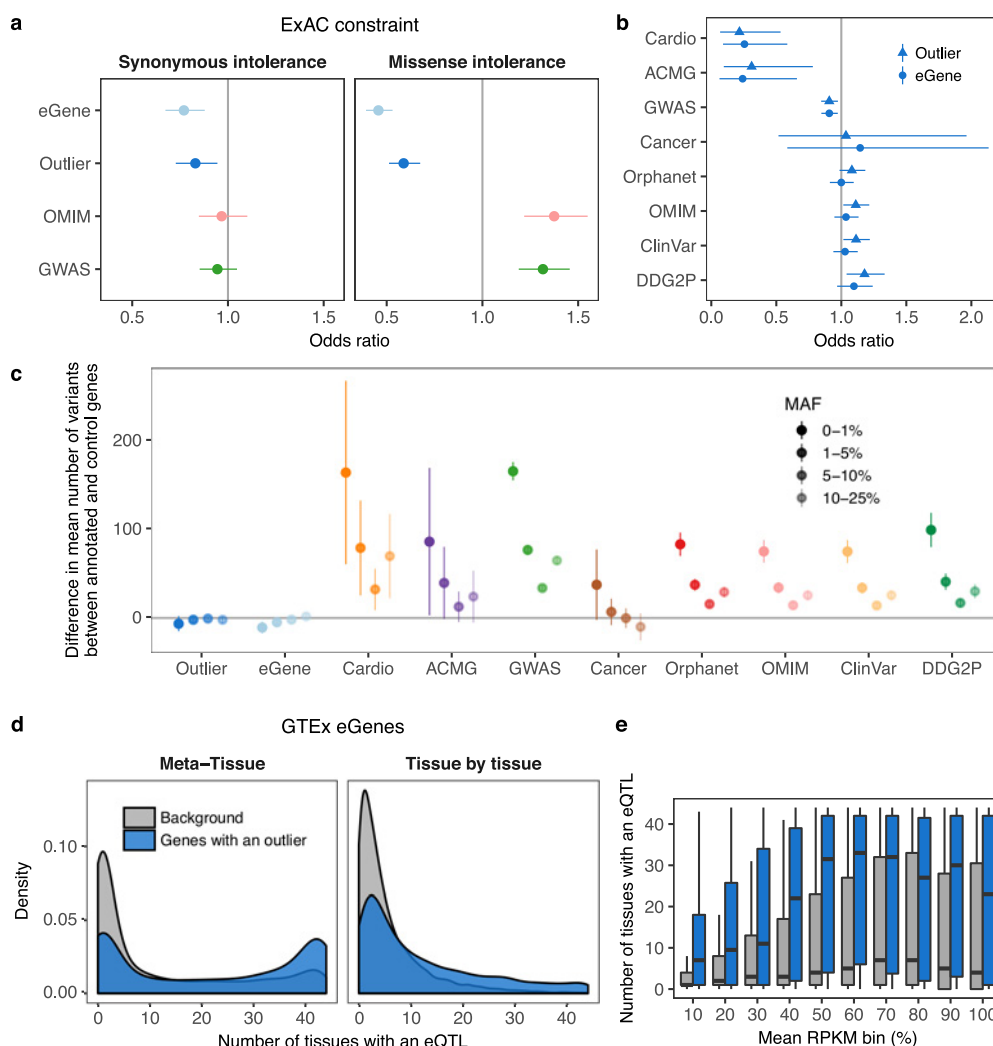 a
ExAC constraint
Synonymous intolerance
Missense intolerance
eGene
Outlier
OMIM
GWAS
0.5
1.0
1.5
0.5
1.0
1.5
Odds ratio
b
Cardio
ACMG
GWAS
Cancer
Orphanet
OMIM
ClinVar
DDG2P
Outlier
eGene
0.0
0.5
1.0
1.5
2.0
Odds ratio
c
Difference in mean number of variants
between annotated and control genes
200
100
0
MAF
0–1%
1–5%
5–10%
10–25%
Outlier
eGene
Cardio
ACMG
GWAS
Cancer
Orphanet
OMIM
ClinVar
DDG2P
d
GTEx eGenes
Meta−Tissue
Tissue by tissue
Background
Genes with an outlier
Density
0.10
0.05
0.00
0
10
20
30
40
0
10
20
30
40
Number of tissues with an eQTL
e
Number of tissues with an eQTL
40
30
20
10
0
10
20
30
40
50
60
70
80
90
100
Mean RPKM bin (%)